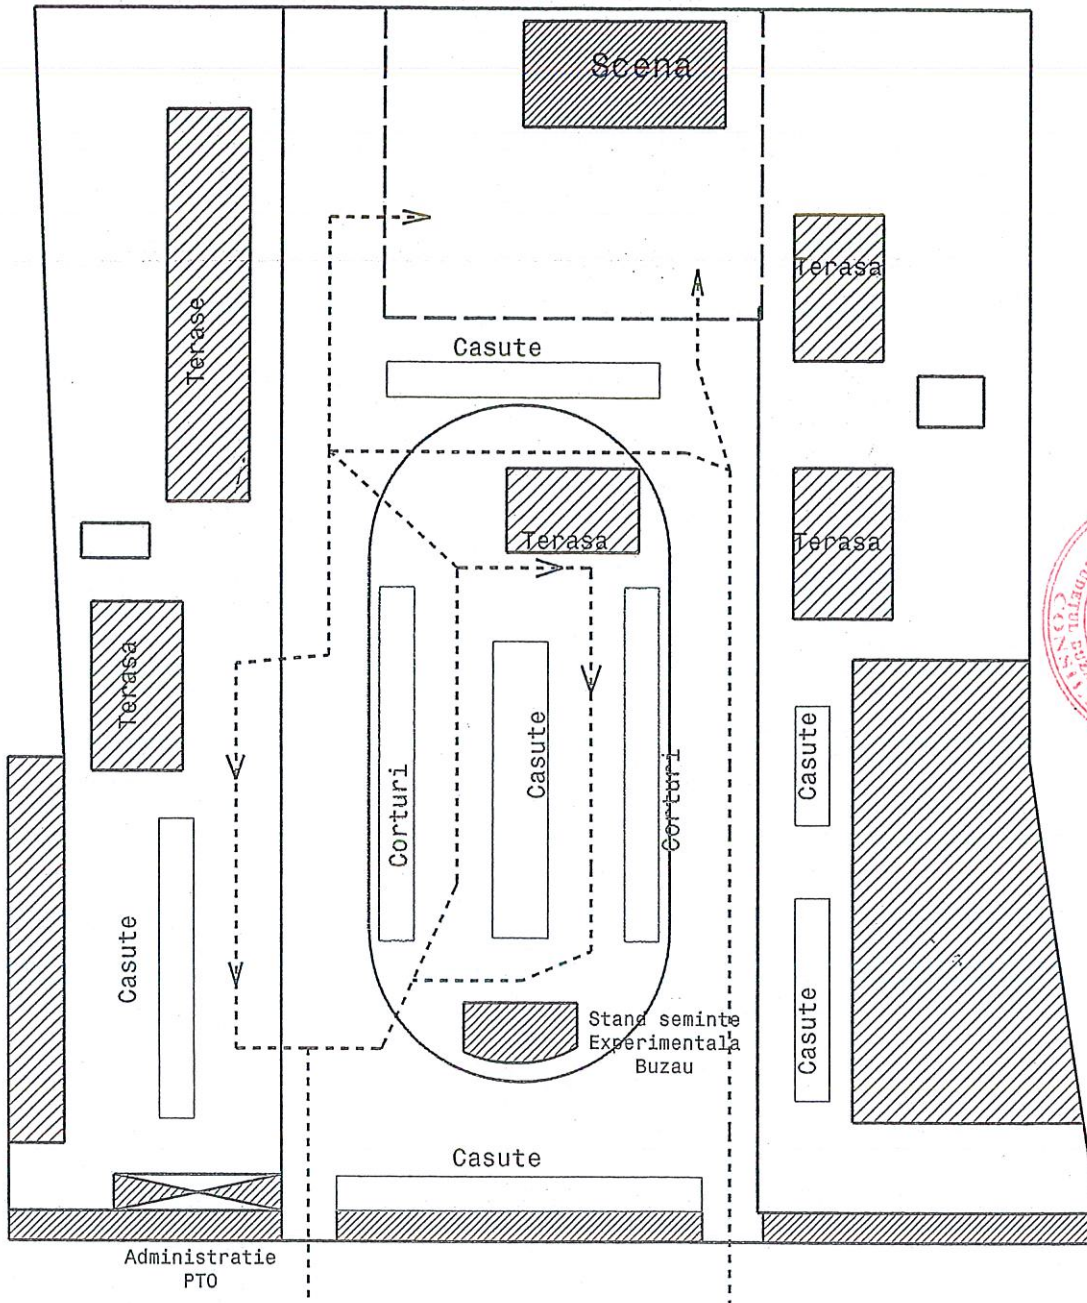 Scena
Terase
Terasa
Casute
Terasa
Terasa
Terasa
Casute
Corturi
Casute
Corturi
Casute
Casute
Stand seminte
Experimentala
Buzau
Casute
Administratie
PTO